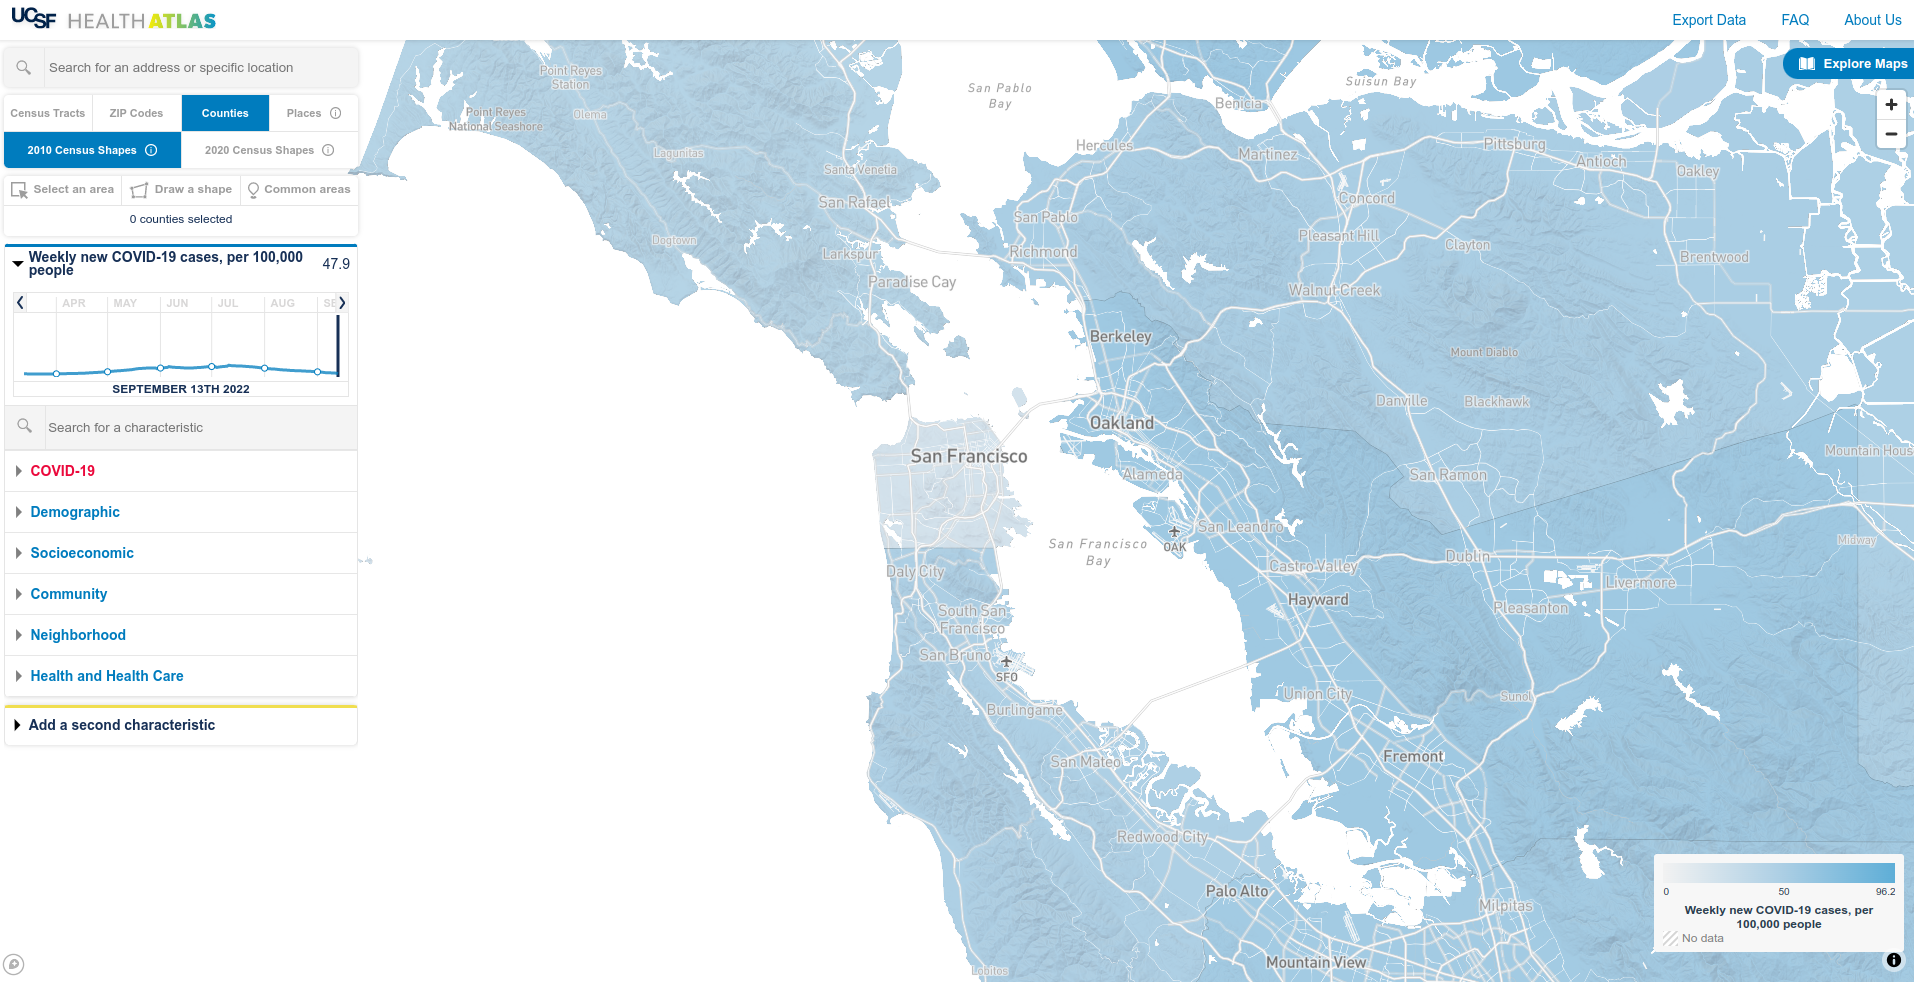 UCSF HEALTH ATLAS
Export Data
FAQ
About Us
Search for an address or specific location
Census Tracts
ZIP Codes
Counties
Places
2010 Census Shapes
2020 Census Shapes
Select an area
Draw a shape
Common areas
0 counties selected
Weekly new COVID-19 cases, per 100,000
people
47.9
APR
MAY
JUN
JUL
AUG
SE
SEPTEMBER 13TH 2022
Search for a characteristic
COVID-19
Demographic
Socioeconomic
Community
Neighborhood
Health and Health Care
Add a second characteristic
Explore Maps
Point Reyes
Station
Point Reyes
National Seashore
Olema
Lagunitas
Santa Venetia
San Rafael
Dogtown
Larkspur
Paradise Cay
San Pablo
Bay
Suisun Bay
Benicia
Hercules
Martinez
Pittsburg
Antioch
Oakley
Concord
San Pablo
Richmond
Pleasant Hill
Clayton
Brentwood
Walnut Creek
Berkeley
Mount Diablo
Danville
Blackhawk
Oakland
San Francisco
Mountain Hous
Alameda
San Ramon
San Leandro
OAK
San Francisco
Bay
Midway
Dublin
Castro Valley
Livermore
Daly City
Hayward
Pleasanton
South San
Francisco
San Bruno
SFO
Union City
Sunol
Burlingame
San Mateo
Fremont
Redwood City
Palo Alto
Milpitas
Mountain View
Lobitos
0
50
96.2
Weekly new COVID-19 cases, per
100,000 people
No data